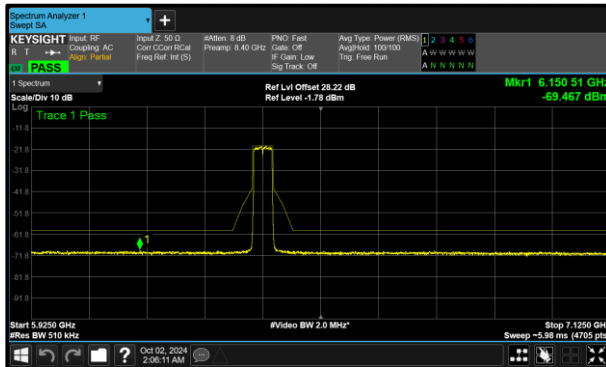 Spectrum Analyzer 1
Swept SA
KEYSIGHT Input: RF Input Z: 50 Ω #Atten: 8 dB PNO: Fast Avg Type: Power (RMS) 1 2 3 4 5 6
R T Coupling: AC Corr CCorr RCal Preamp: 8.40 GHz Gate: Off Avg|Hold: 100/100 A W W W W W
Align: Partial Freq Ref: Int (S) IF Gain: Low Trig: Free Run
LW PASS Sig Track: Off A N N N N N
1 Spectrum Ref Lvl Offset 28.22 dB Mkr1 6.150 51 GHz
Scale/Div 10 dB Ref Level -1.78 dBm -69.467 dBm
Log
Trace 1 Pass
-11.8
-21.8
-31.8
-41.8
-51.8
-61.8
1
-71.8
-81.8
-91.8
Start 5.9250 GHz #Video BW 2.0 MHz* Stop 7.1250 GHz
#Res BW 510 kHz Sweep ~5.98 ms (4705 pts)
? Oct 02, 2024
2:06:11 AM